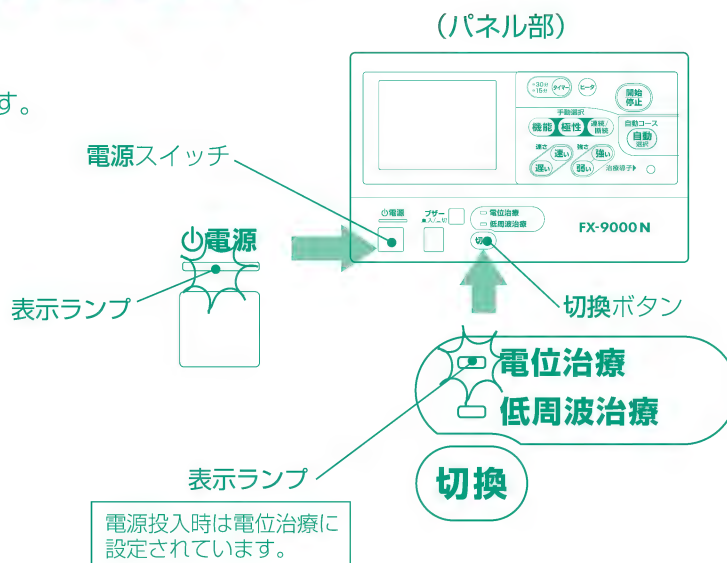 (パネル部)
す。
+30分
+15分
タイマー
ヒータ
開始
停止
手動選択
機能
極性
連続/
断続
自動コース
自動
選択
速さ
速い
遅い
強さ
強い
弱い
治療導子▶
電源スイッチ
電源
ブザー
入/ 切
電位治療
低周波治療
切換
FX-9000N
電源
表示ランプ
切換ボタン
電位治療
低周波治療
切換
表示ランプ
電源投入時は電位治療に
設定されています。